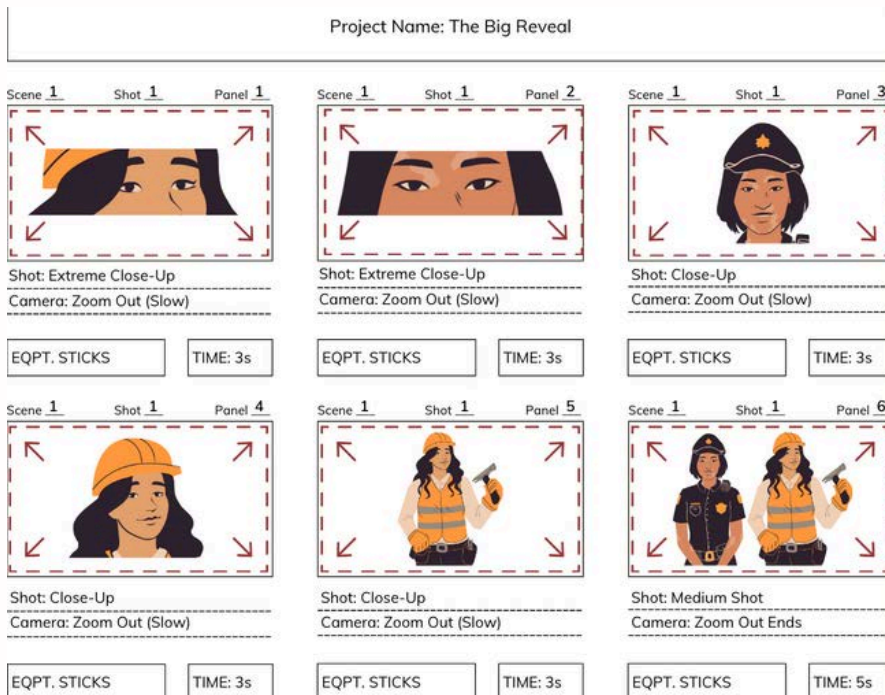 Project Name: The Big Reveal
Scene 1 Shot 1 Panel 1
Scene 1 Shot 1 Panel 2
Scene 1 Shot 1 Panel 3
Shot: Extreme Close-Up
Camera: Zoom Out (Slow)
Shot: Extreme Close-Up
Camera: Zoom Out (Slow)
Shot: Close-Up
Camera: Zoom Out (Slow)
EQPT. STICKS
TIME: 3s
EQPT. STICKS
TIME: 3s
EQPT. STICKS
TIME: 3s
Scene 1 Shot 1 Panel 4
Scene 1 Shot 1 Panel 5
Scene 1 Shot 1 Panel 6
Shot: Close-Up
Camera: Zoom Out (Slow)
Shot: Close-Up
Camera: Zoom Out (Slow)
Shot: Medium Shot
Camera: Zoom Out Ends
EQPT. STICKS
TIME: 3s
EQPT. STICKS
TIME: 3s
EQPT. STICKS
TIME: 5s